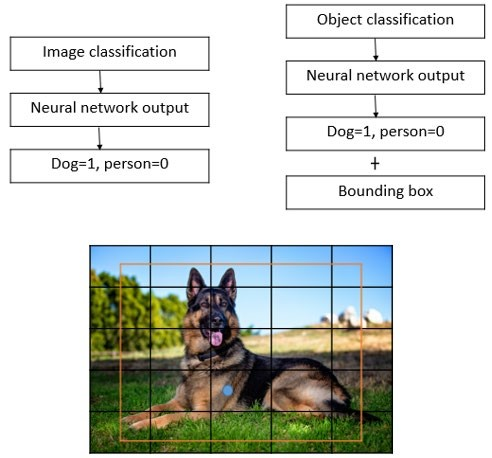 Image classification
Neural network output
Dog=1, person=0
Object classification
Neural network output
Dog=1, person=0
+
Bounding box